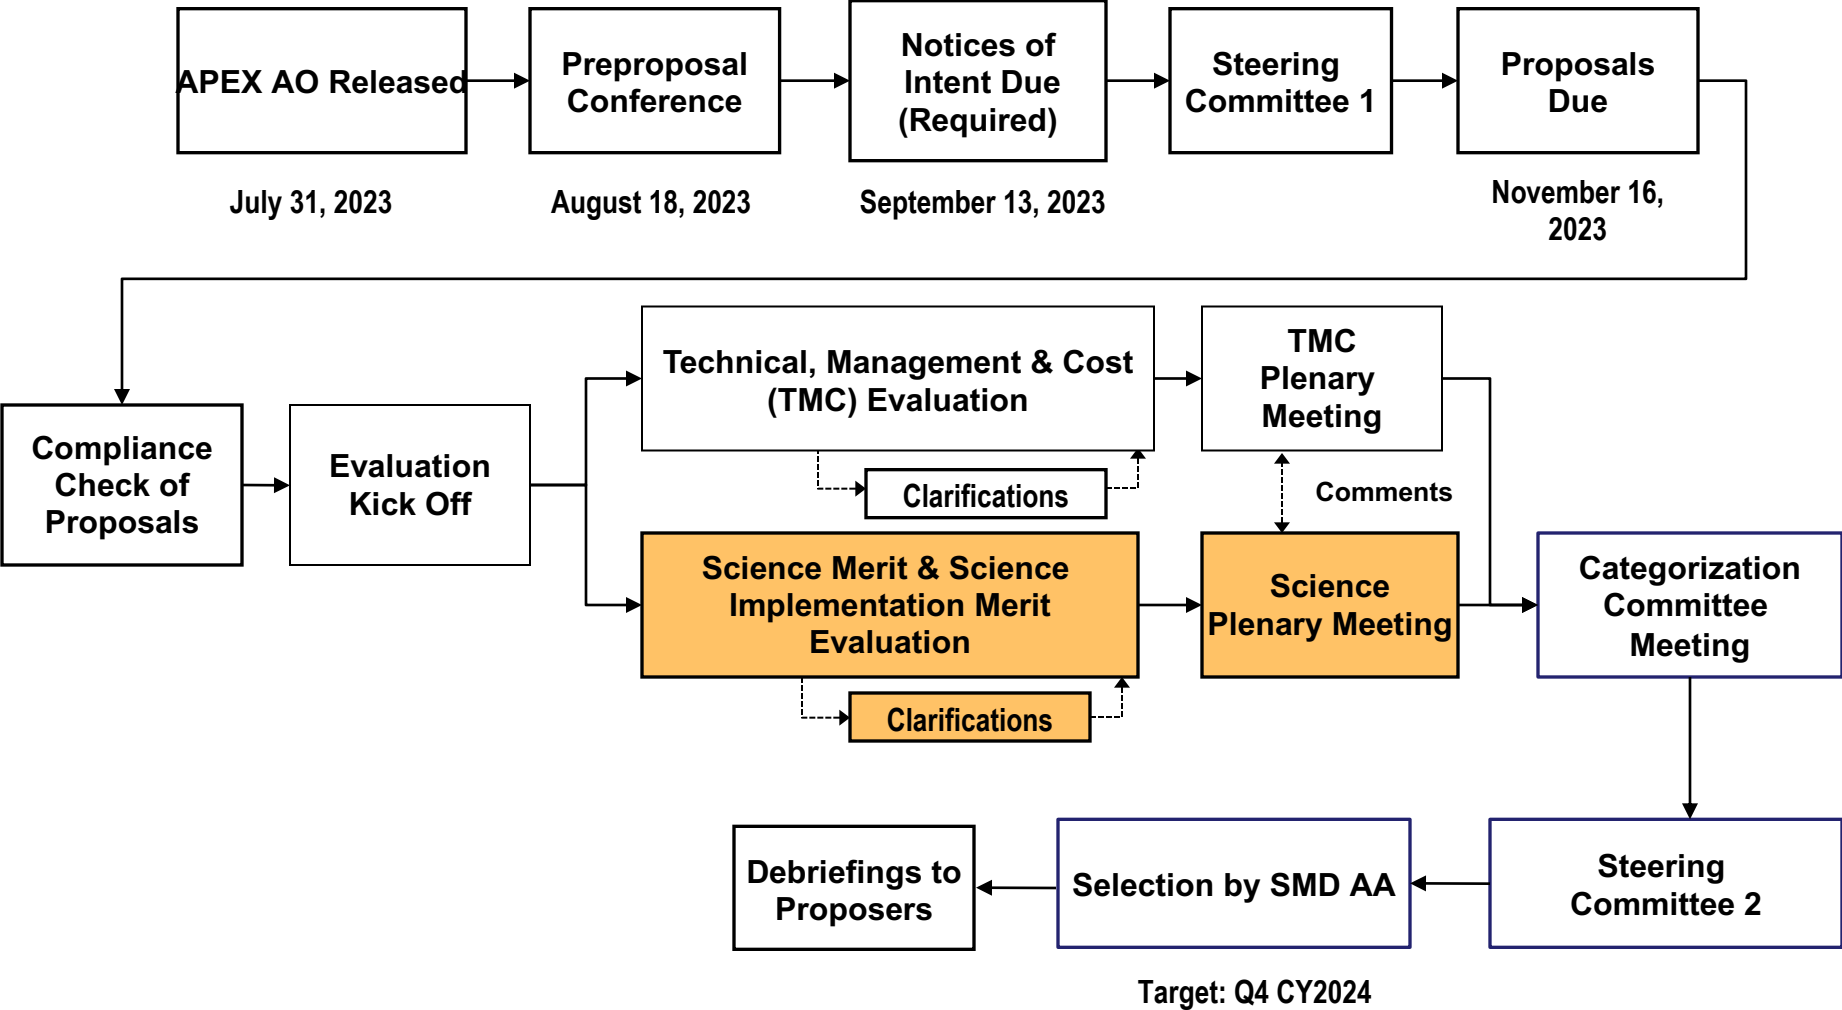 APEX AO Released
Preproposal
Conference
Notices of
Intent Due
(Required)
Steering
Committee 1
Proposals
Due
July 31, 2023
August 18, 2023
September 13, 2023
November 16,
2023
Compliance
Check of
Proposals
Evaluation
Kick Off
Technical, Management & Cost
(TMC) Evaluation
Clarifications
TMC
Plenary
Meeting
Comments
Science Merit & Science
Implementation Merit
Evaluation
Clarifications
Science
Plenary Meeting
Categorization
Committee
Meeting
Steering
Committee 2
Selection by SMD AA
Debriefings to
Proposers
Target: Q4 CY2024